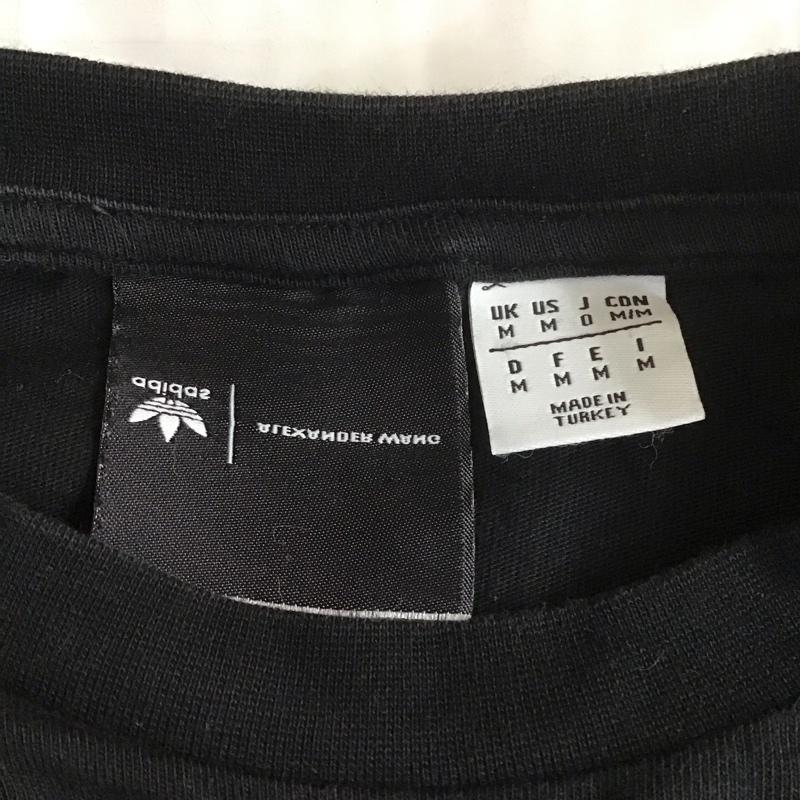 adidas
ALEXANDER WANG
UK US J CDN
M M O M/M
D F E I
M M M M
MADE IN
TURKEY